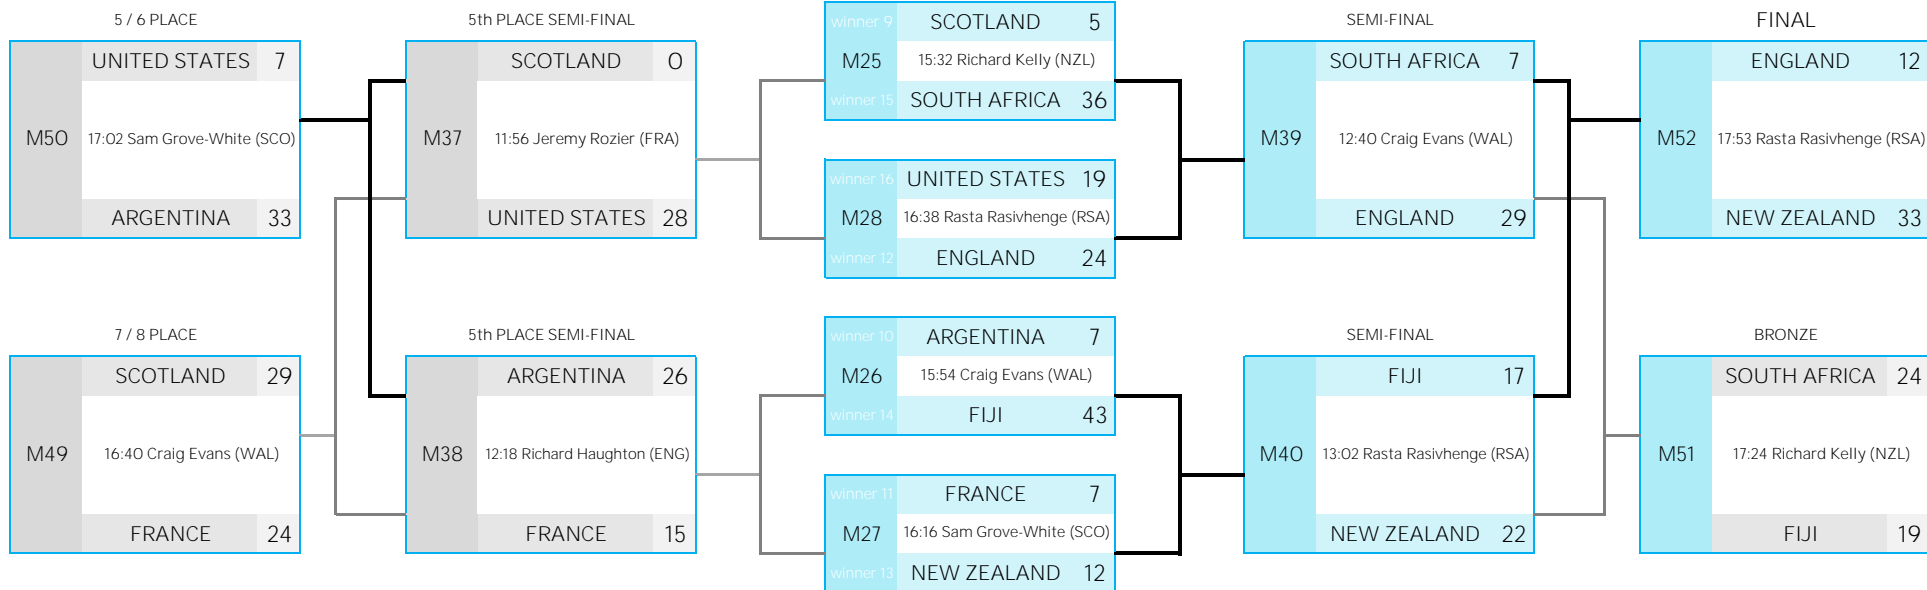 5 / 6 PLACE
UNITED STATES 7
M50
17:02 Sam Grove-White (SCO)
ARGENTINA 33
7 / 8 PLACE
SCOTLAND 29
M49
16:40 Craig Evans (WAL)
FRANCE 24
5th PLACE SEMI-FINAL
SCOTLAND 0
M37
11:56 Jeremy Rozier (FRA)
UNITED STATES 28
5th PLACE SEMI-FINAL
ARGENTINA 26
M38
12:18 Richard Haughton (ENG)
FRANCE 15
winner 9 SCOTLAND 5
M25 15:32 Richard Kelly (NZL)
winner 15 SOUTH AFRICA 36
winner 16 UNITED STATES 19
M28 16:38 Rasta Rasivhenge (RSA)
winner 12 ENGLAND 24
winner 10 ARGENTINA 7
M26 15:54 Craig Evans (WAL)
winner 14 FIJI 43
winner 11 FRANCE 7
M27 16:16 Sam Grove-White (SCO)
winner 13 NEW ZEALAND 12
SEMI-FINAL
SOUTH AFRICA 7
M39
12:40 Craig Evans (WAL)
ENGLAND 29
SEMI-FINAL
FIJI 17
M40
13:02 Rasta Rasivhenge (RSA)
NEW ZEALAND 22
FINAL
ENGLAND 12
M52
17:53 Rasta Rasivhenge (RSA)
NEW ZEALAND 33
BRONZE
SOUTH AFRICA 24
M51
17:24 Richard Kelly (NZL)
FIJI 19